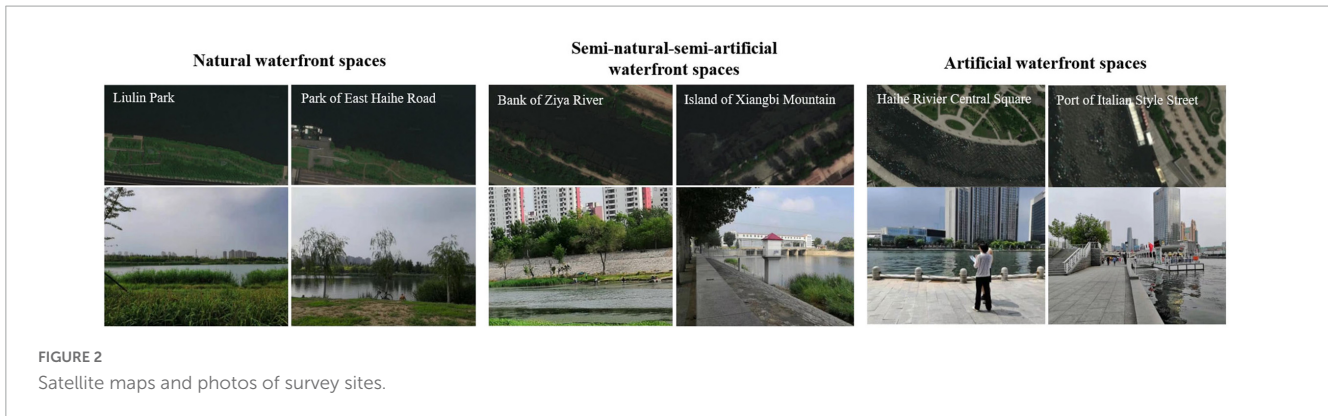 Natural waterfront spaces
Semi-natural-semi-artificial
waterfront spaces
Artificial waterfront spaces
Liulin Park
Park of East Haihe Road
Bank of Ziya River
Island of Xiangbi Mountain
Haihe Rivier Central Square
Port of Italian Style Street
FIGURE 2
Satellite maps and photos of survey sites.